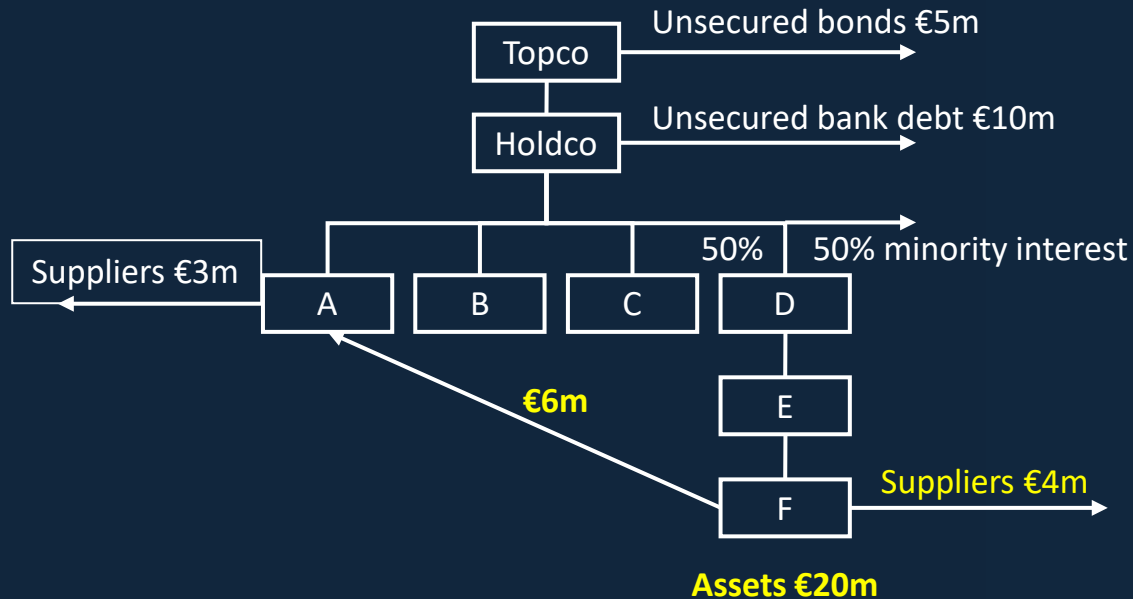 Unsecured bonds €5m
Topco
Unsecured bank debt €10m
Holdco
50%
50% minority interest
Suppliers €3m
A
B
C
D
€6m
E
Suppliers €4m
F
Assets €20m